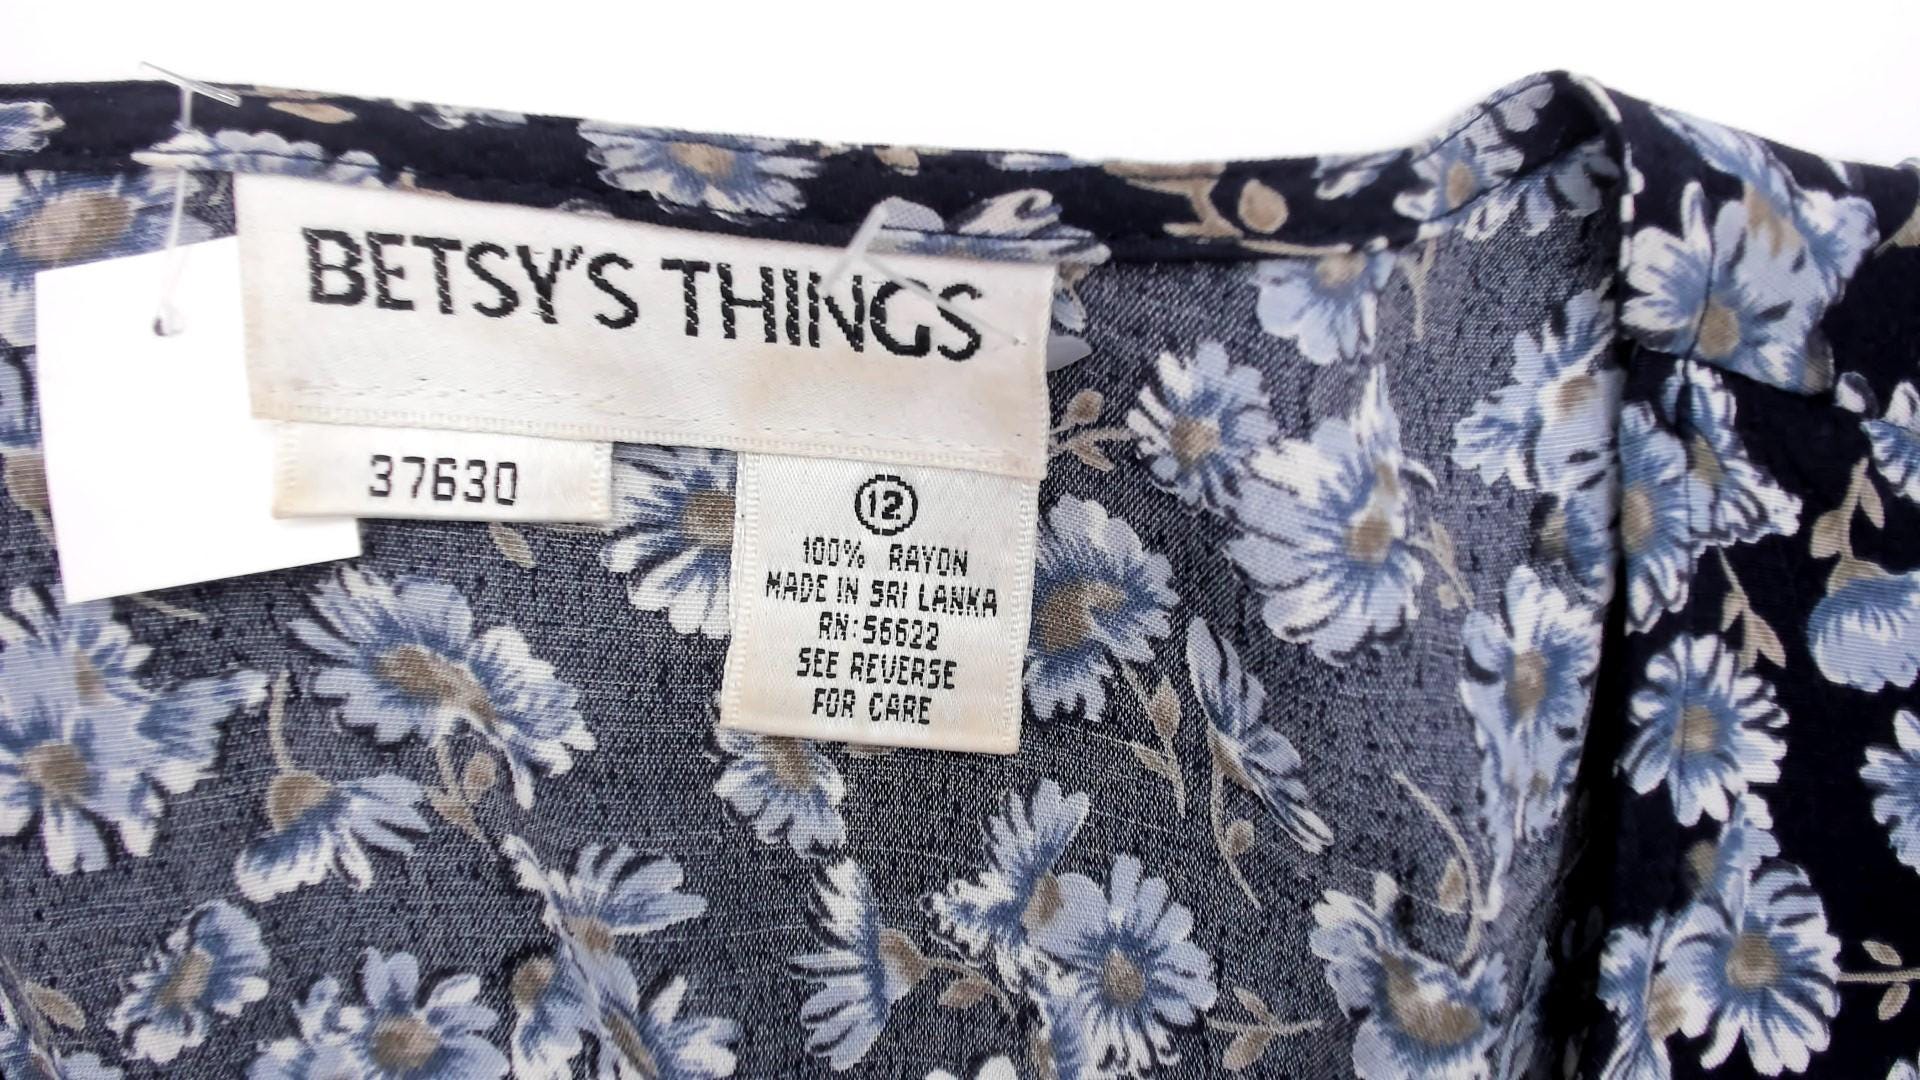 BETSY'S THINGS
37630
12
100% RAYON
MADE IN SRI LANKA
RN:56622
SEE REVERSE
FOR CARE